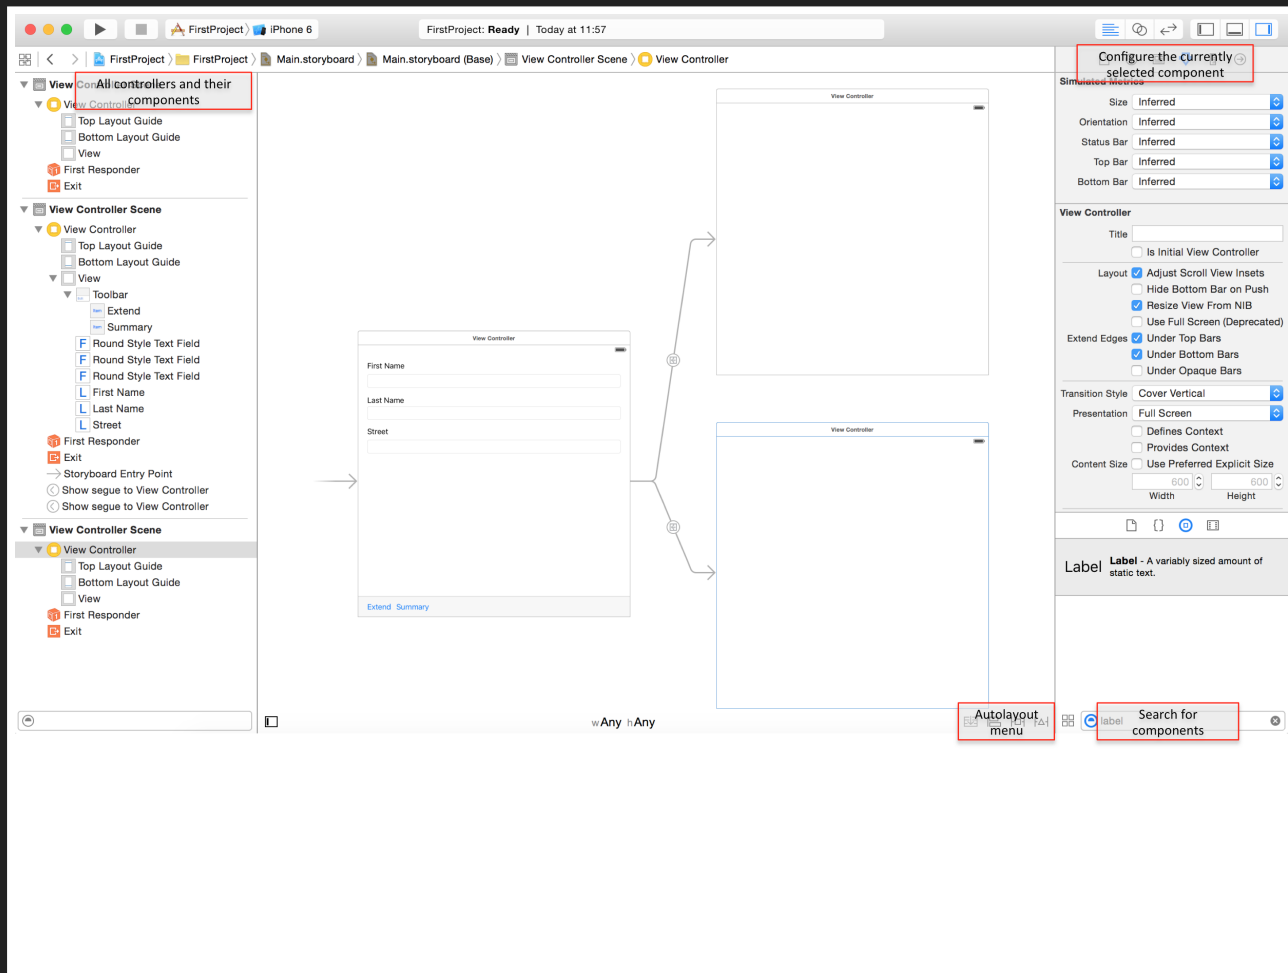 FirstProject iPhone 6
FirstProject: Ready | Today at 11:57
FirstProject FirstProject Main.storyboard Main.storyboard (Base) View Controller Scene View Controller
All controllers and their components
View Controller
Top Layout Guide
Bottom Layout Guide
View
First Responder
Exit
View Controller Scene
View Controller
Top Layout Guide
Bottom Layout Guide
View
Toolbar
Extend
Summary
F Round Style Text Field
F Round Style Text Field
F Round Style Text Field
L First Name
L Last Name
L Street
First Responder
Exit
Storyboard Entry Point
Show segue to View Controller
Show segue to View Controller
View Controller Scene
View Controller
Top Layout Guide
Bottom Layout Guide
View
First Responder
Exit
View Controller
First Name
Last Name
Street
Extend Summary
View Controller
View Controller
wAny hAny
Autolayout
menu
Configure the currently
selected component
Simulated Metrics
Size Inferred
Orientation Inferred
Status Bar Inferred
Top Bar Inferred
Bottom Bar Inferred
View Controller
Title
Is Initial View Controller
Layout Adjust Scroll View Insets
Hide Bottom Bar on Push
Resize View From NIB
Use Full Screen (Deprecated)
Extend Edges Under Top Bars
Under Bottom Bars
Under Opaque Bars
Transition Style Cover Vertical
Presentation Full Screen
Defines Context
Provides Context
Content Size Use Preferred Explicit Size
600 600
Width Height
{}
Label Label - A variably sized amount of
static text.
label
Search for
components